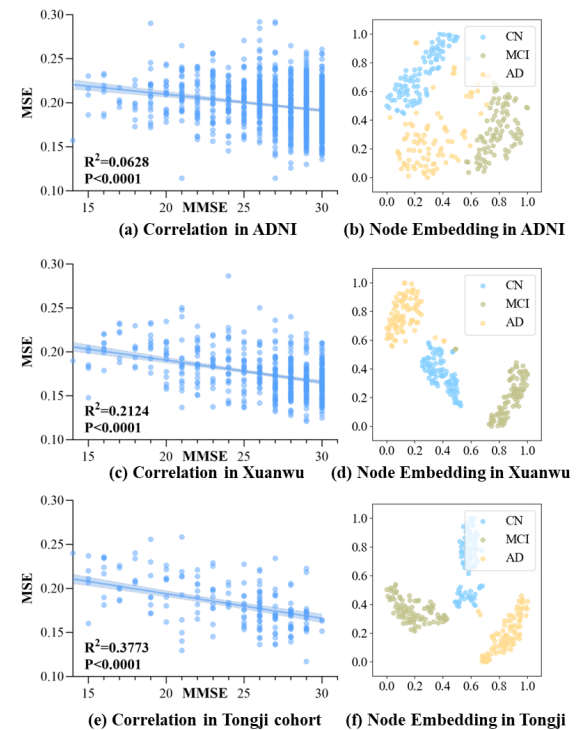 0.30
0.25
0.20
0.15
0.10
MSE
R²=0.0628
P<0.0001
15 20 25 30
MMSE
(a) Correlation in ADNI
1.0
0.8
0.6
0.4
0.2
0.0
CN
MCI
AD
0.0 0.2 0.4 0.6 0.8 1.0
(b) Node Embedding in ADNI
0.30
0.25
0.20
0.15
0.10
MSE
R²=0.2124
P<0.0001
15 20 25 30
MMSE
(c) Correlation in Xuanwu
1.0
0.8
0.6
0.4
0.2
0.0
CN
MCI
AD
0.0 0.2 0.4 0.6 0.8 1.0
(d) Node Embedding in Xuanwu
0.30
0.25
0.20
0.15
0.10
MSE
R²=0.3773
P<0.0001
15 20 25 30
MMSE
(e) Correlation in Tongji cohort
1.0
0.8
0.6
0.4
0.2
0.0
CN
MCI
AD
0.0 0.2 0.4 0.6 0.8 1.0
(f) Node Embedding in Tongji